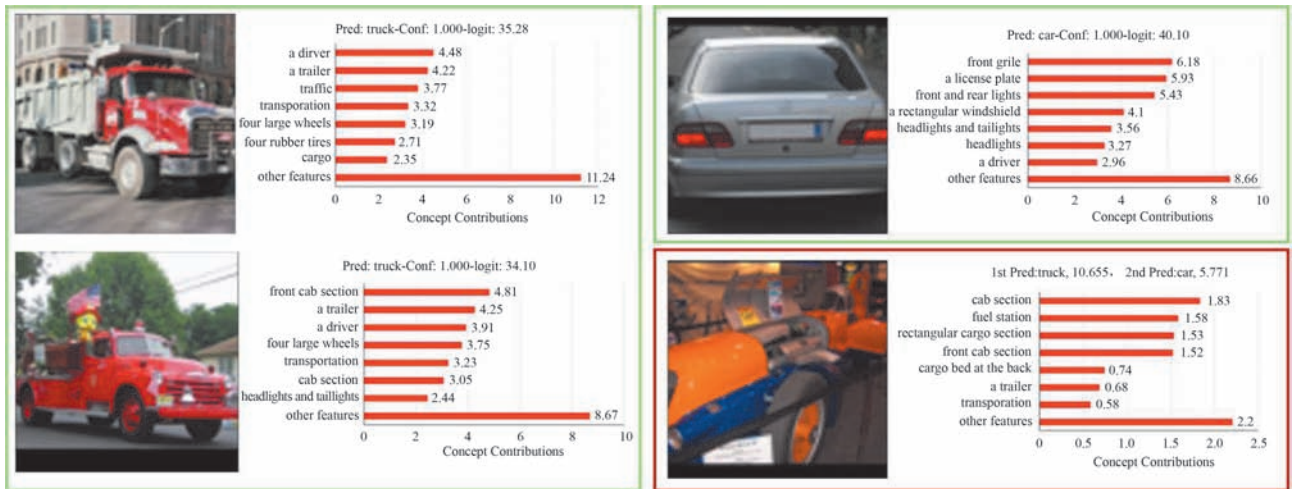 Pred: truck-Conf: 1.000-logit: 35.28
a dirver 4.48
a trailer 4.22
traffic 3.77
transporation 3.32
four large wheels 3.19
four rubber tires 2.71
cargo 2.35
other features 11.24
0 2 4 6 8 10 12
Concept Contributions
Pred: truck-Conf: 1.000-logit: 34.10
front cab section 4.81
a trailer 4.25
a driver 3.91
four large wheels 3.75
transportation 3.23
cab section 3.05
headlights and taillights 2.44
other features 8.67
0 2 4 6 8 10
Concept Contributions
Pred: car-Conf: 1.000-logit: 40.10
front grile 6.18
a license plate 5.93
front and rear lights 5.43
a rectangular windshield 4.1
headlights and tailights 3.56
headlights 3.27
a driver 2.96
other features 8.66
0 2 4 6 8 10
Concept Contributions
1st Pred:truck, 10.655， 2nd Pred:car, 5.771
cab section 1.83
fuel station 1.58
rectangular cargo section 1.53
front cab section 1.52
cargo bed at the back 0.74
a trailer 0.68
transporation 0.58
other features 2.2
0 0.5 1.0 1.5 2.0 2.5
Concept Contributions